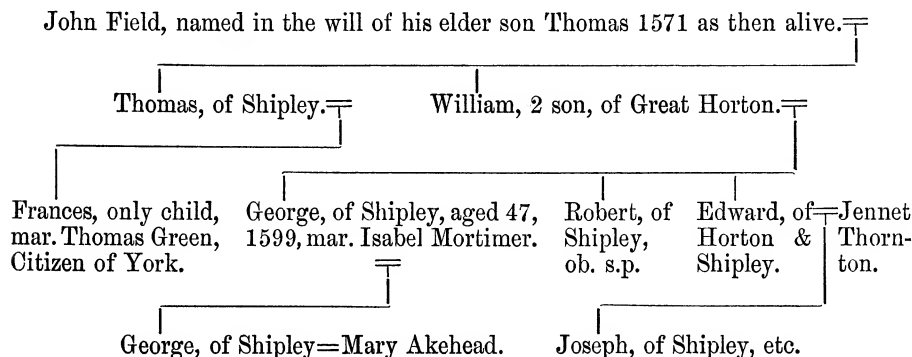 John Field, named in the will of his elder son Thomas 1571 as then alive.=
Thomas, of Shipley.= William, 2 son, of Great Horton.=
Frances, only child, George, of Shipley, aged 47, Robert, of Edward, of=Jennet
mar. Thomas Green, 1599, mar. Isabel Mortimer. Shipley, Horton & Thorn-
Citizen of York. = ob. s.p. Shipley. ton.
George, of Shipley=Mary Akehead. Joseph, of Shipley, etc.